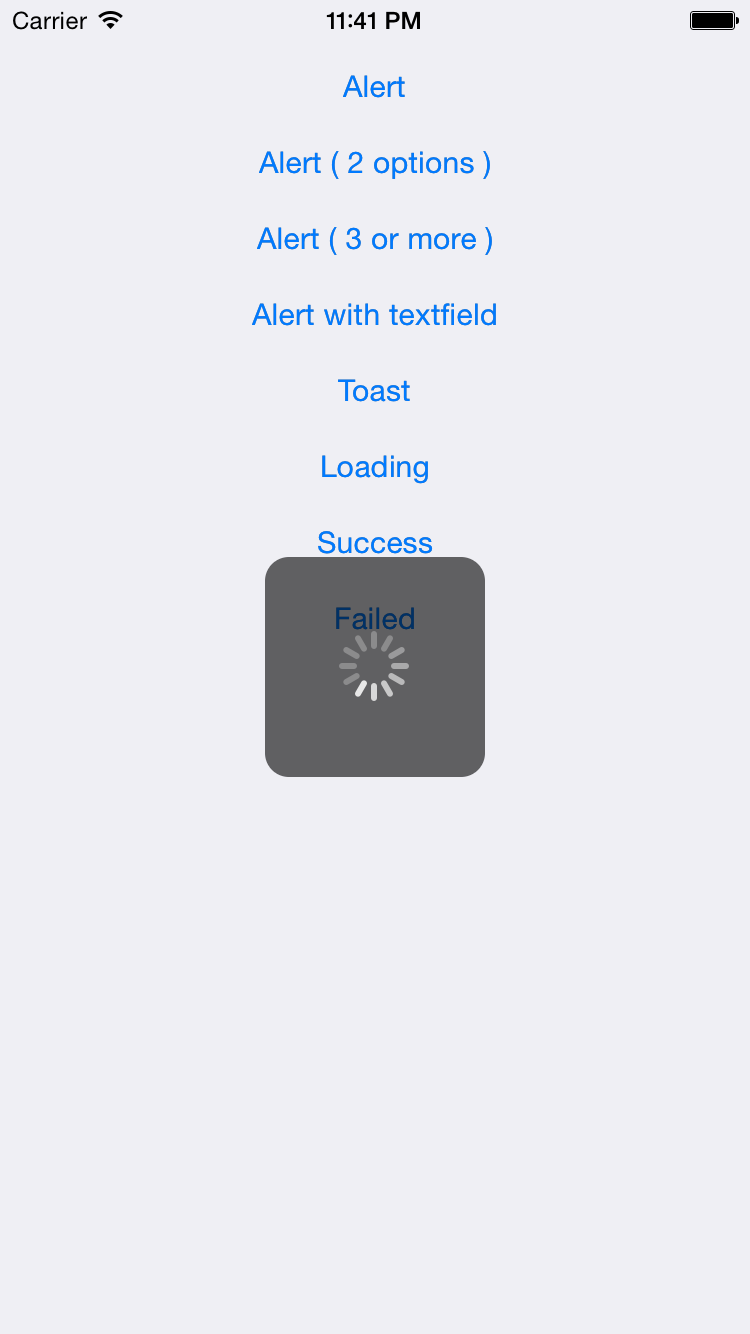 Carrier 11:41 PM
Alert
Alert ( 2 options )
Alert ( 3 or more )
Alert with textfield
Toast
Loading
Success
Failed